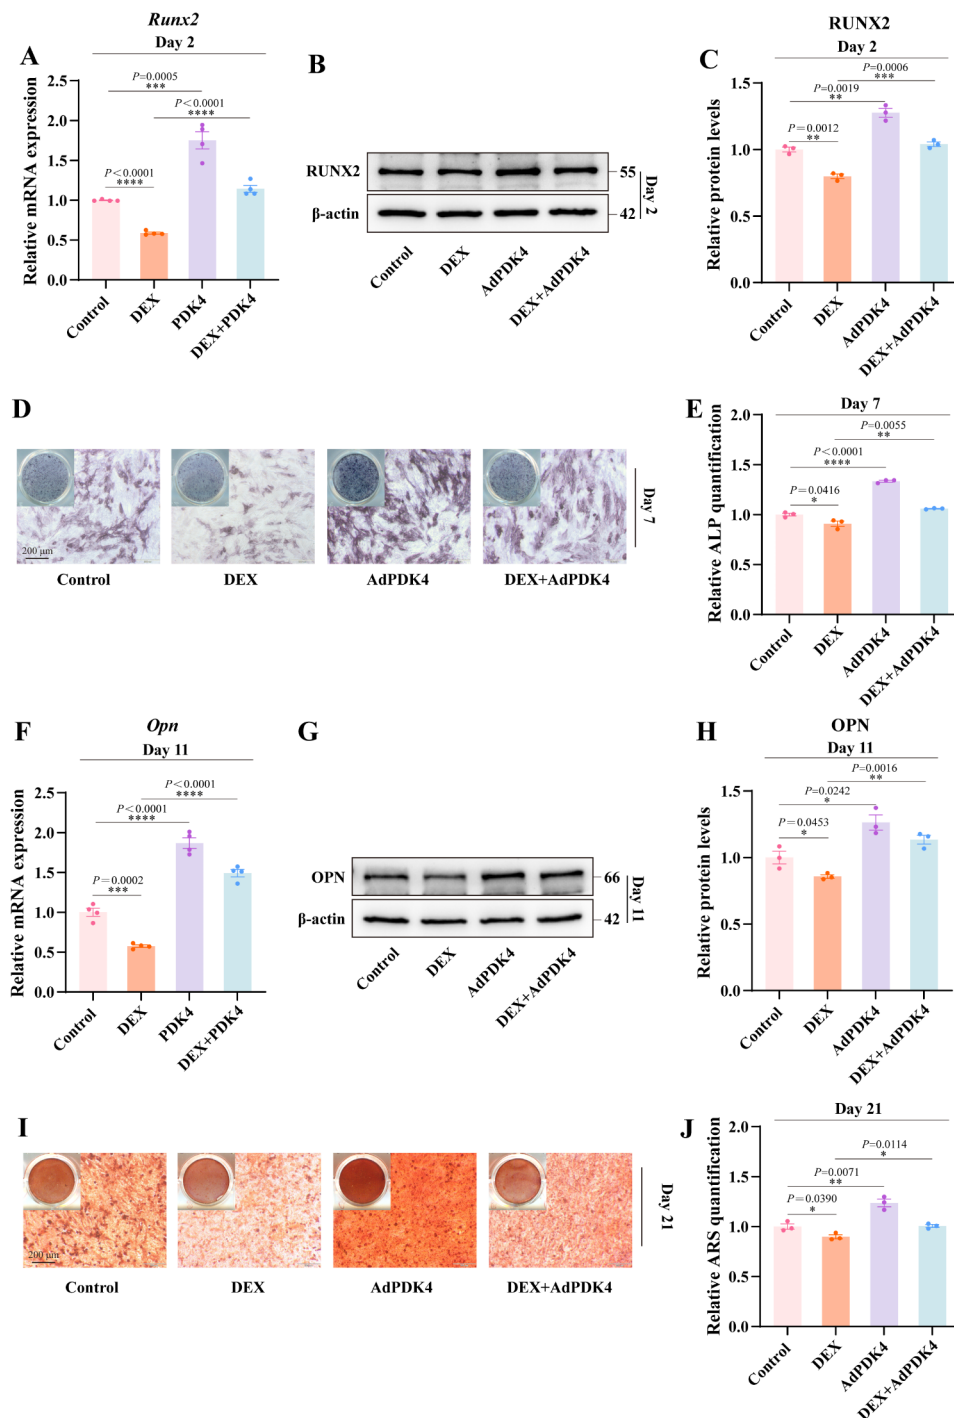 A
Runx2
Day 2
Relative mRNA expression
2.5
2.0
1.5
1.0
0.5
0.0
P=0.0005
***
P<0.0001
****
P<0.0001
****
Control
DEX
PDK4
DEX+PDK4
B
RUNX2
55
β-actin
42
Day 2
Control
DEX
AdPDK4
DEX+AdPDK4
C
RUNX2
Day 2
Relative protein levels
1.5
1.0
0.5
0.0
P=0.0006
***
P=0.0019
**
P=0.0012
**
Control
DEX
AdPDK4
DEX+AdPDK4
D
200 μm
Control
DEX
AdPDK4
DEX+AdPDK4
Day 7
E
Day 7
Relative ALP quantification
2.0
1.5
1.0
0.5
0.0
P=0.0055
**
P<0.0001
****
P=0.0416
*
Control
DEX
AdPDK4
DEX+AdPDK4
F
Opn
Day 11
Relative mRNA expression
2.5
2.0
1.5
1.0
0.5
0.0
P<0.0001
****
P<0.0001
****
P=0.0002
***
Control
DEX
PDK4
DEX+PDK4
G
OPN
66
β-actin
42
Day 11
Control
DEX
AdPDK4
DEX+AdPDK4
H
OPN
Day 11
Relative protein levels
1.5
1.0
0.5
0.0
P=0.0016
**
P=0.0242
*
P=0.0453
*
Control
DEX
AdPDK4
DEX+AdPDK4
I
200 μm
Control
DEX
AdPDK4
DEX+AdPDK4
Day 21
J
Day 21
Relative ARS quantification
2.0
1.5
1.0
0.5
0.0
P=0.0114
*
P=0.0071
**
P=0.0390
*
Control
DEX
AdPDK4
DEX+AdPDK4